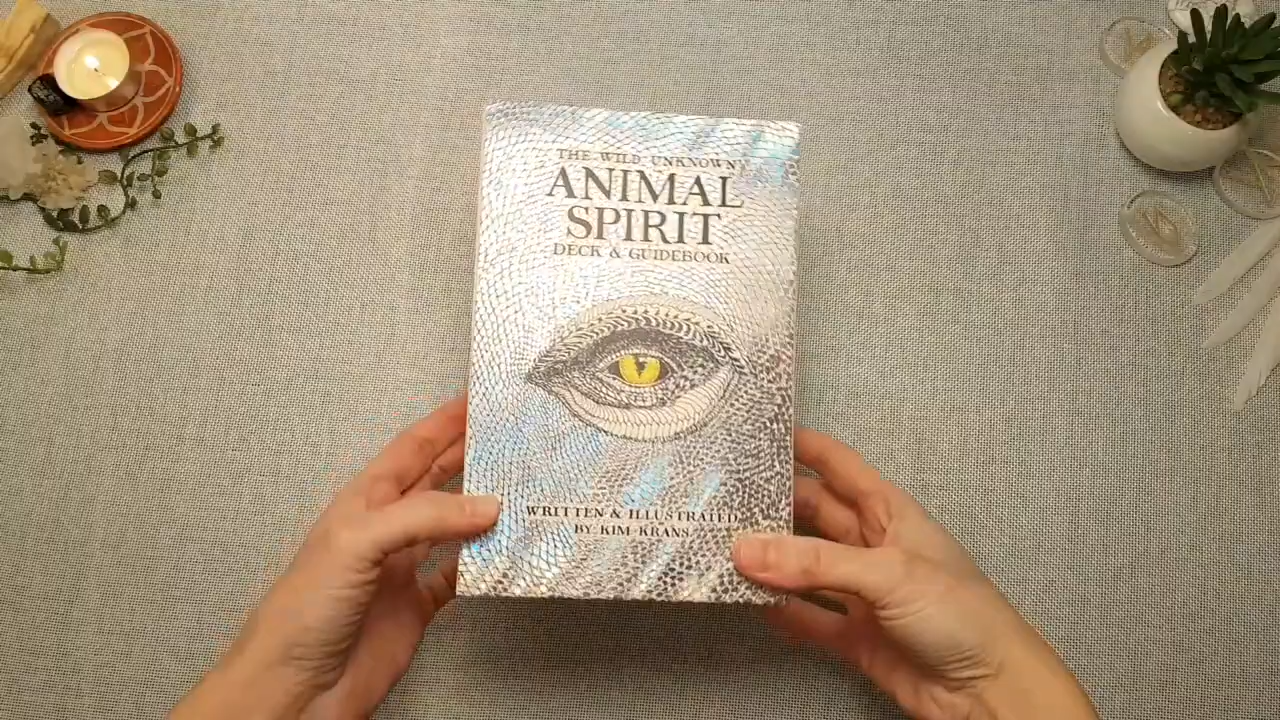 THE WILD UNKNOWN
ANIMAL
SPIRIT
DECK & GUIDEBOOK
WRITTEN & ILLUSTRATED
BY KIM KRANS